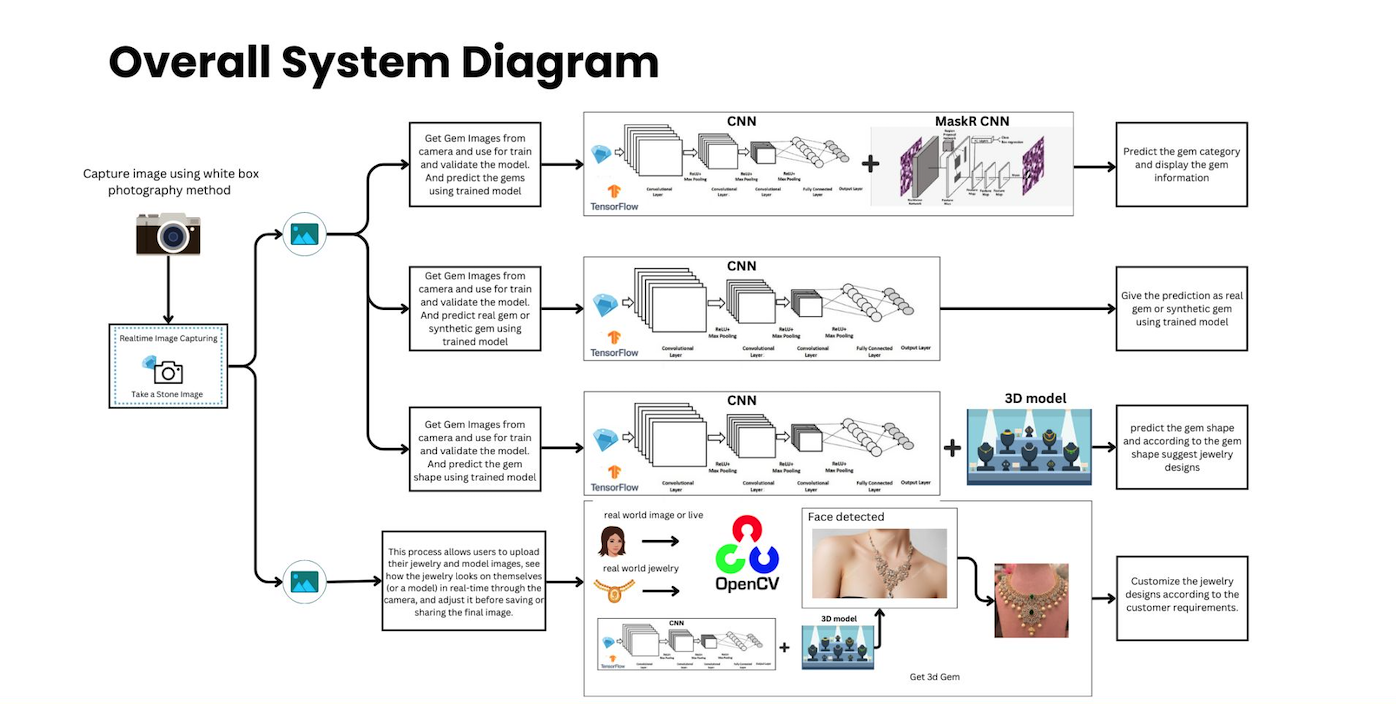 Overall System Diagram
Capture image using white box
photography method
Realtime Image Capturing
Take a Stone Image
Get Gem Images from
camera and use for train
and validate the model.
And predict the gems
using trained model
CNN
TensorFlow
ReLU+
Max Pooling
ReLU+
Max Pooling
ReLU+
Max Pooling
Convolutional
Layer
Convolutional
Layer
Convolutional
Layer
Fully Connected
Layer
Output Layer
MaskR CNN
Predict the gem category
and display the gem
information
Get Gem Images from
camera and use for train
and validate the model.
And predict real gem or
synthetic gem using
trained model
CNN
TensorFlow
ReLU+
Max Pooling
ReLU+
Max Pooling
ReLU+
Max Pooling
Convolutional
Layer
Convolutional
Layer
Convolutional
Layer
Fully Connected
Layer
Output Layer
Give the prediction as real
gem or synthetic gem
using trained model
Get Gem Images from
camera and use for train
and validate the model.
And predict the gem
shape using trained model
CNN
TensorFlow
ReLU+
Max Pooling
ReLU+
Max Pooling
ReLU+
Max Pooling
Convolutional
Layer
Convolutional
Layer
Convolutional
Layer
Fully Connected
Layer
Output Layer
3D model
predict the gem shape
and according to the gem
shape suggest jewelry
designs
This process allows users to upload
their jewelry and model images, see
how the jewelry looks on themselves
(or a model) in real-time through the
camera, and adjust it before saving or
sharing the final image.
real world image or live
real world jewelry
OpenCV
Face detected
CNN
TensorFlow
3D model
Get 3d Gem
Customize the jewelry
designs according to the
customer requirements.